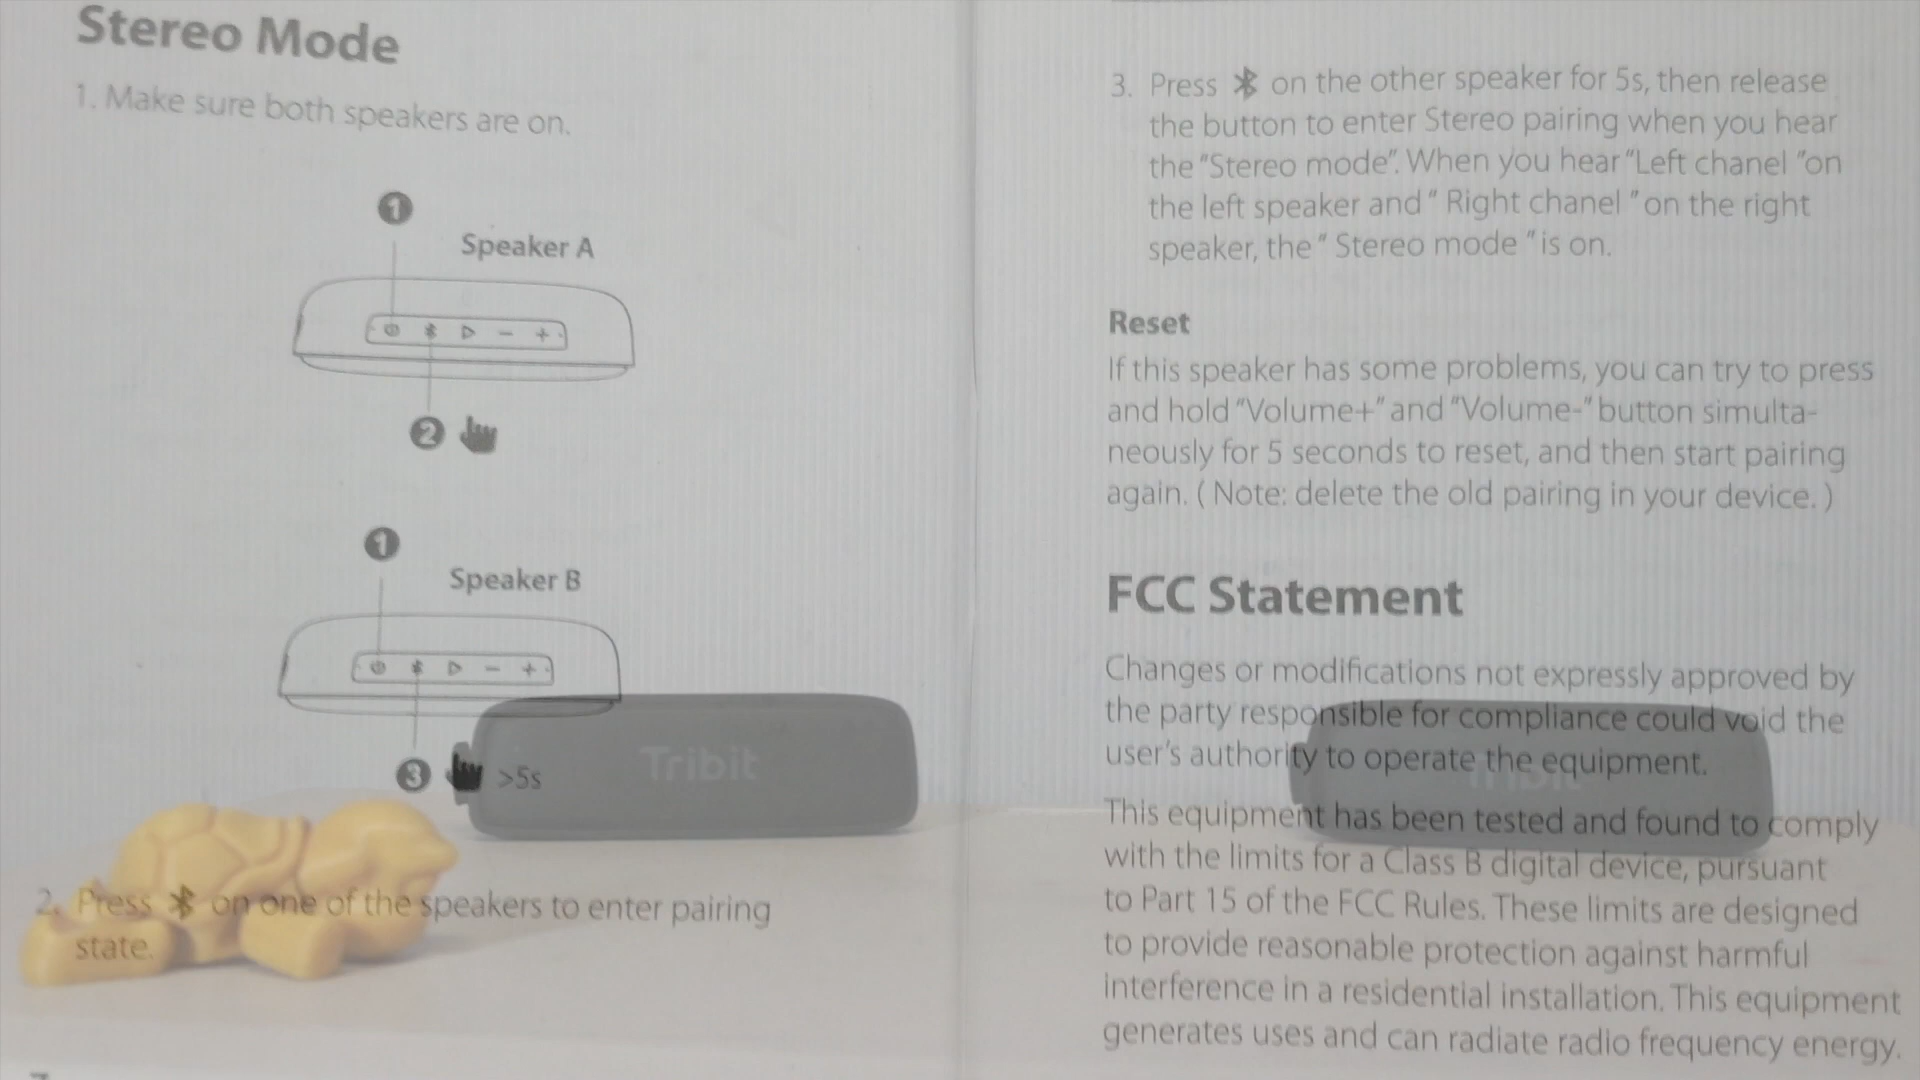 Stereo Mode
1. Make sure both speakers are on.
1
Speaker A
2
1
Speaker B
3 >5s
Tribit
2. Press on one of the speakers to enter pairing
state.
3. Press on the other speaker for 5s, then release
the button to enter Stereo pairing when you hear
the "Stereo mode". When you hear "Left chanel "on
the left speaker and " Right chanel " on the right
speaker, the " Stereo mode " is on.
Reset
If this speaker has some problems, you can try to press
and hold "Volume+" and "Volume-" button simulta-
neously for 5 seconds to reset, and then start pairing
again. ( Note: delete the old pairing in your device. )
FCC Statement
Changes or modifications not expressly approved by
the party responsible for compliance could void the
user's authority to operate the equipment.
Tribit
This equipment has been tested and found to comply
with the limits for a Class B digital device, pursuant
to Part 15 of the FCC Rules. These limits are designed
to provide reasonable protection against harmful
interference in a residential installation. This equipment
generates uses and can radiate radio frequency energy.